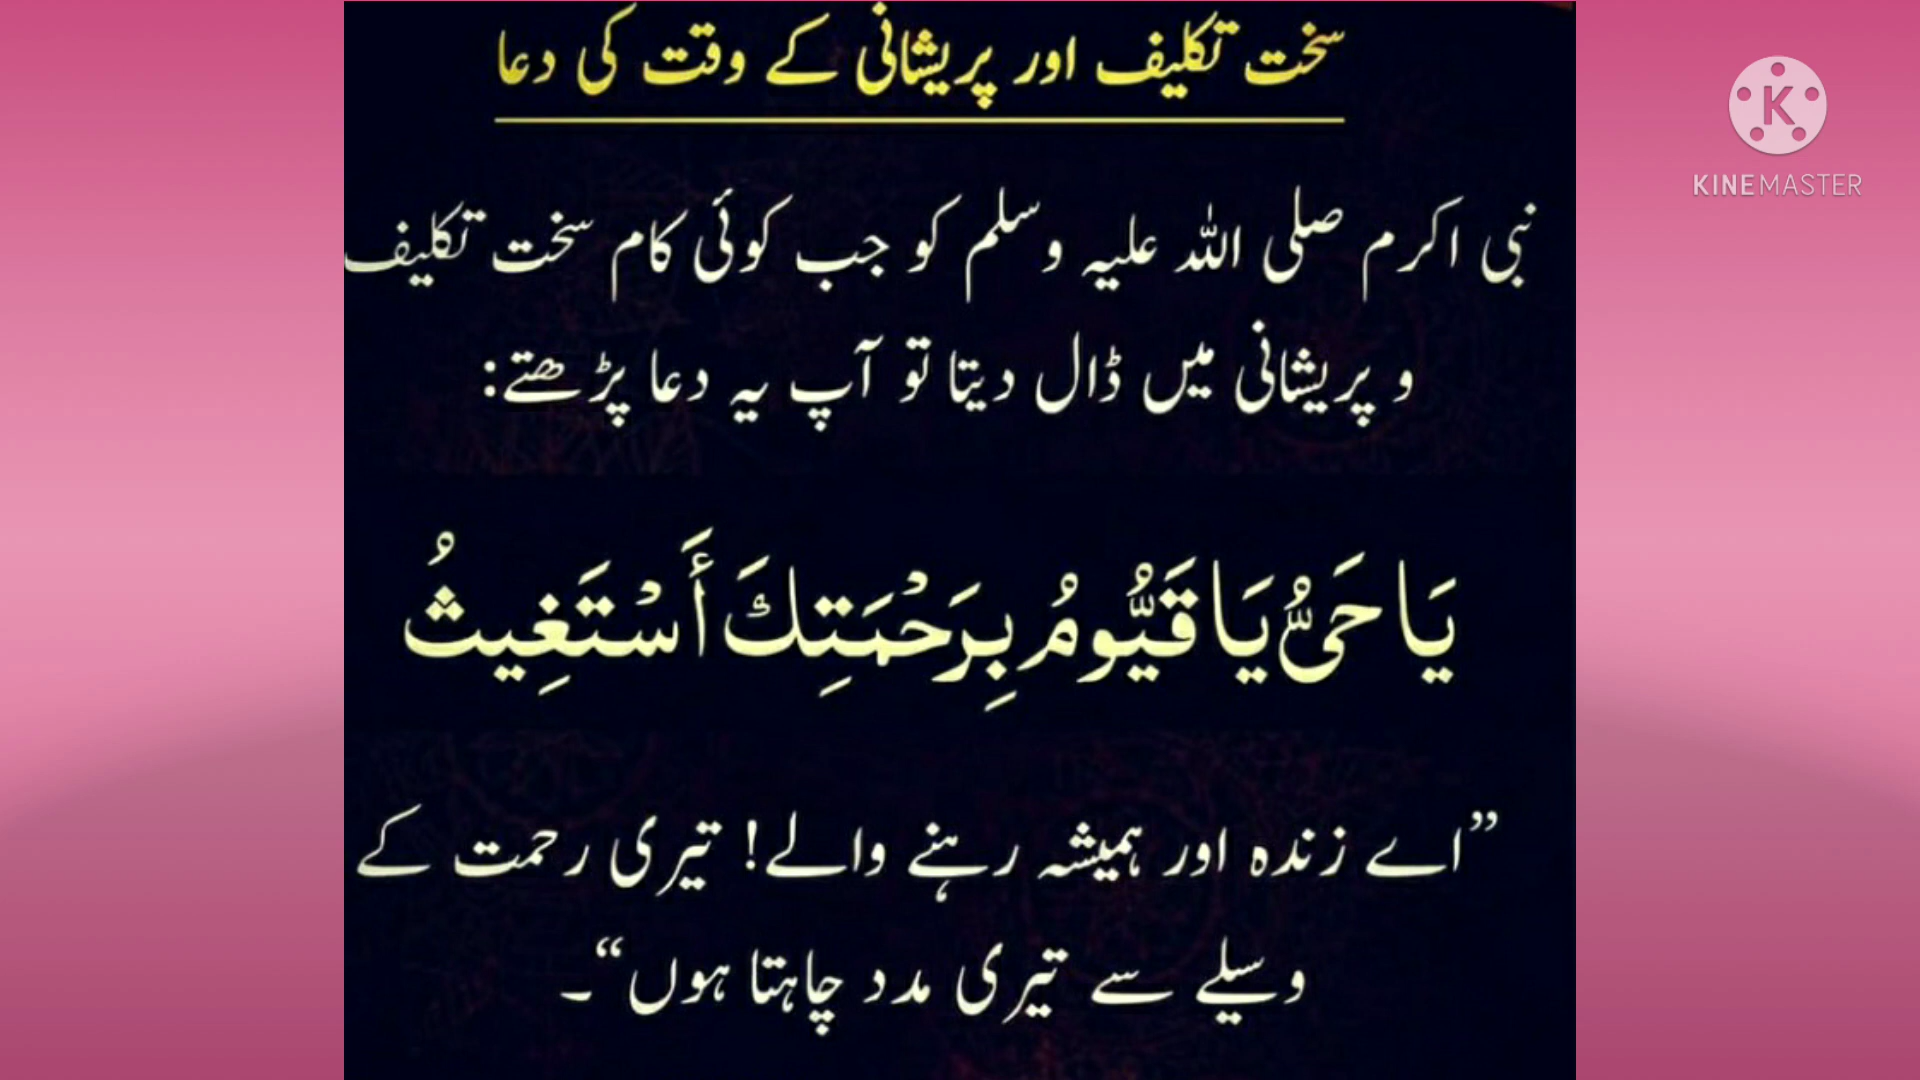 سخت تکلیف اور پریشانی کے وقت کی دعا
نبی اکرم صلی اللہ علیہ وسلم کو جب کوئی کام سخت تکلیف
و پریشانی میں ڈال دیتا تو آپ یہ دعا پڑھتے:
يَا حَيُّ يَا قَيُّومُ بِرَحْمَتِكَ أَسْتَغِيثُ
”اے زندہ اور ہمیشہ رہنے والے! تیری رحمت کے
وسیلے سے تیری مدد چاہتا ہوں“۔
K
KINEMASTER